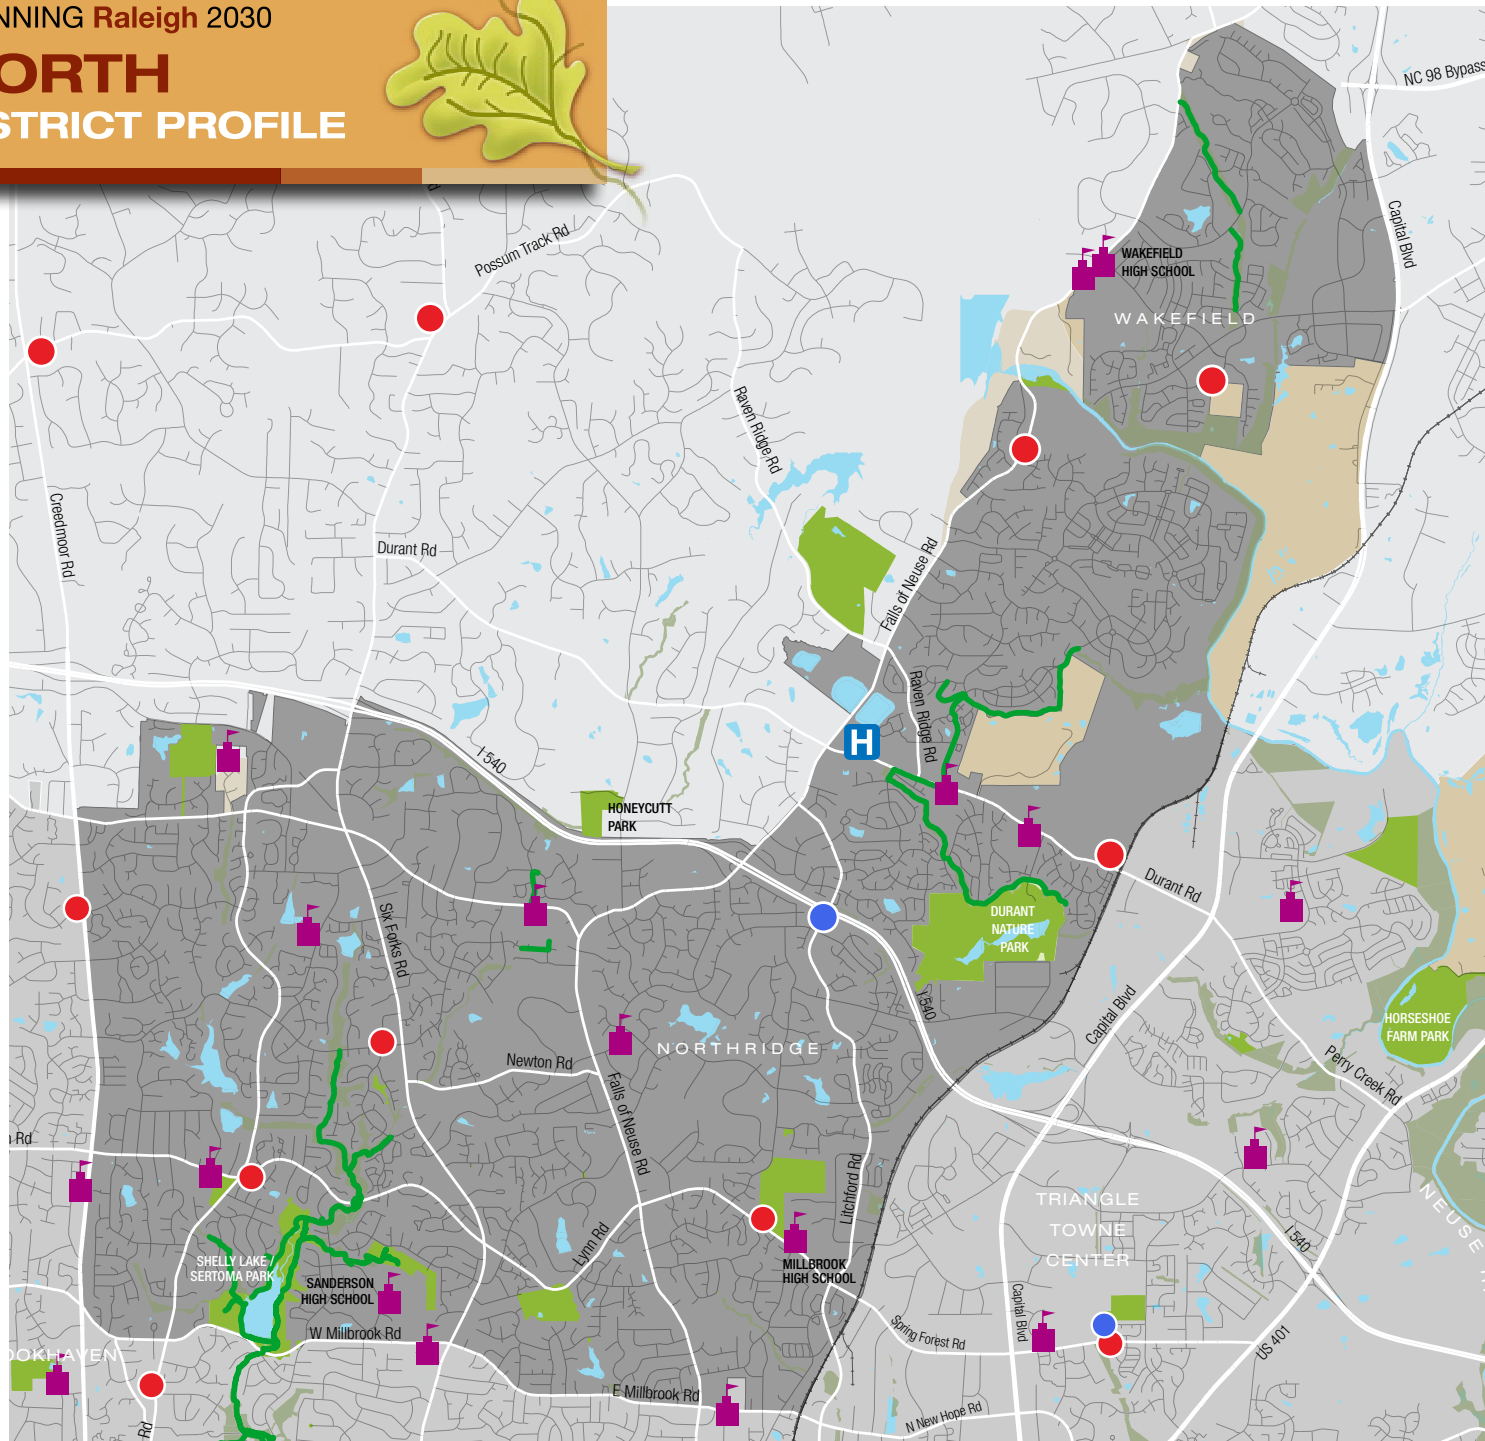 NNING Raleigh 2030
ORTH
STRICT PROFILE
NC 98 Bypass
Capital Blvd
Possum Track Rd
WAKEFIELD
HIGH SCHOOL
WAKEFIELD
Raven Ridge Rd
Creedmoor Rd
Durant Rd
Falls of Neuse Rd
Raven Ridge Rd
H
I 540
HONEYCUTT
PARK
Durant Rd
Six Forks Rd
DURANT
NATURE
PARK
I 540
Capital Blvd
HORSESHOE
FARM PARK
NORTHRIDGE
Newton Rd
Perry Creek Rd
Falls of Neuse Rd
Rd
Litchford Rd
TRIANGLE
TOWNE
CENTER
NEUSE
Lynn Rd
I 540
SHELLY LAKE /
SERTOMA PARK
SANDERSON
HIGH SCHOOL
MILLBROOK
HIGH SCHOOL
Capital Blvd
W Millbrook Rd
Spring Forest Rd
US 401
OOKHAVEN
E Millbrook Rd
N New Hope Rd
Rd